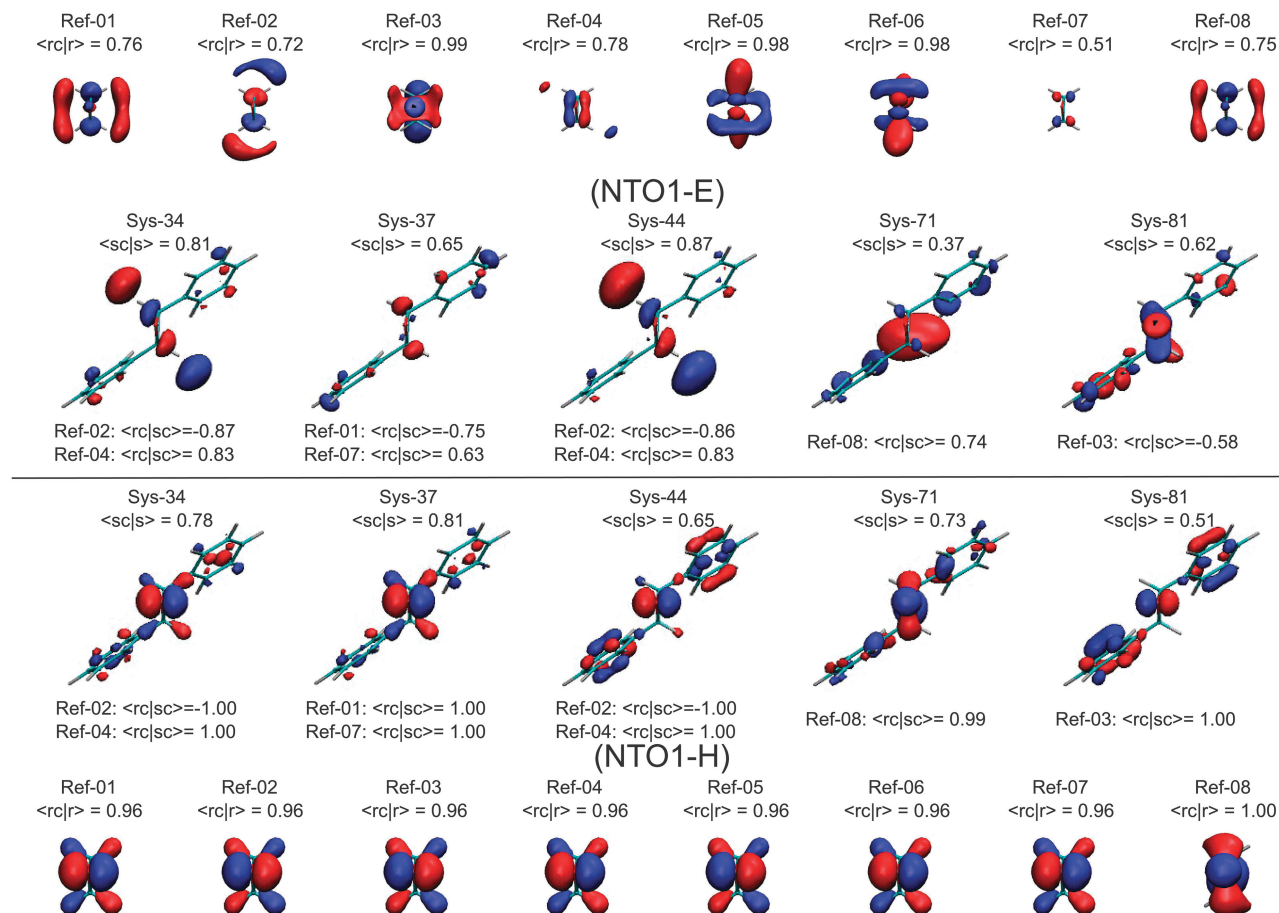 Ref-01 Ref-02 Ref-03 Ref-04 Ref-05 Ref-06 Ref-07 Ref-08
<rc|r> = 0.76 <rc|r> = 0.72 <rc|r> = 0.99 <rc|r> = 0.78 <rc|r> = 0.98 <rc|r> = 0.98 <rc|r> = 0.51 <rc|r> = 0.75
(NTO1-E)
Sys-34 Sys-37 Sys-44 Sys-71 Sys-81
<sc|s> = 0.81 <sc|s> = 0.65 <sc|s> = 0.87 <sc|s> = 0.37 <sc|s> = 0.62
Ref-02: <rc|sc>=-0.87 Ref-01: <rc|sc>=-0.75 Ref-02: <rc|sc>=-0.86 Ref-08: <rc|sc>= 0.74 Ref-03: <rc|sc>=-0.58
Ref-04: <rc|sc>= 0.83 Ref-07: <rc|sc>= 0.63 Ref-04: <rc|sc>= 0.83
Sys-34 Sys-37 Sys-44 Sys-71 Sys-81
<sc|s> = 0.78 <sc|s> = 0.81 <sc|s> = 0.65 <sc|s> = 0.73 <sc|s> = 0.51
Ref-02: <rc|sc>=-1.00 Ref-01: <rc|sc>= 1.00 Ref-02: <rc|sc>=-1.00 Ref-08: <rc|sc>= 0.99 Ref-03: <rc|sc>= 1.00
Ref-04: <rc|sc>= 1.00 Ref-07: <rc|sc>= 1.00 Ref-04: <rc|sc>= 1.00
(NTO1-H)
Ref-01 Ref-02 Ref-03 Ref-04 Ref-05 Ref-06 Ref-07 Ref-08
<rc|r> = 0.96 <rc|r> = 0.96 <rc|r> = 0.96 <rc|r> = 0.96 <rc|r> = 0.96 <rc|r> = 0.96 <rc|r> = 0.96 <rc|r> = 1.00